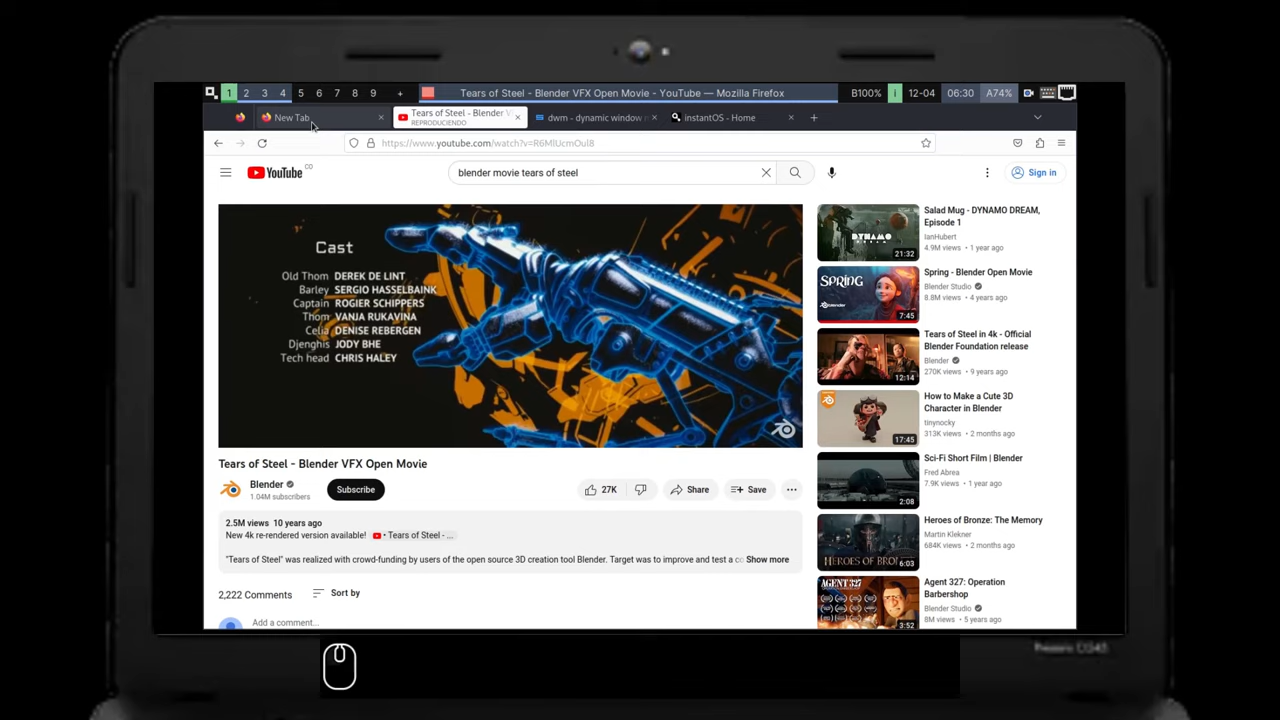 1 2 3 4 5 6 7 8 9 + Tears of Steel - Blender VFX Open Movie - YouTube — Mozilla Firefox B100% i 12-04 06:30 A74%
New Tab × Tears of Steel - Blender V × dwm - dynamic window m × instantOS - Home × +
REPRODUCIENDO
https://www.youtube.com/watch?v=R6MlUcmOul8
YouTube CO blender movie tears of steel Sign in
Cast
Old Thom DEREK DE LINT
Barley SERGIO HASSELBAINK
Captain ROGIER SCHIPPERS
Thom VANJA RUKAVINA
Celia DENISE REBERGEN
Djenghis JODY BHE
Tech head CHRIS HALEY
Tears of Steel - Blender VFX Open Movie
Blender
1.04M subscribers
Subscribe
27K
Share
Save
2.5M views 10 years ago
New 4k re-rendered version available! • Tears of Steel - ...
"Tears of Steel" was realized with crowd-funding by users of the open source 3D creation tool Blender. Target was to improve and test a co Show more
2,222 Comments Sort by
Add a comment...
DYNAMO
DREAM
21:32
Salad Mug - DYNAMO DREAM,
Episode 1
IanHubert
4.9M views • 1 year ago
SPRING
blender
7:45
Spring - Blender Open Movie
Blender Studio
8.8M views • 4 years ago
12:14
Tears of Steel in 4k - Official
Blender Foundation release
Blender
270K views • 9 years ago
17:45
How to Make a Cute 3D
Character in Blender
tinynocky
313K views • 2 months ago
2:08
Sci-Fi Short Film | Blender
Fred Abrea
7.9K views • 1 year ago
HEROES OF BRON
6:03
Heroes of Bronze: The Memory
Martin Klekner
684K views • 2 months ago
AGENT 327
3:52
Agent 327: Operation
Barbershop
Blender Studio
8M views • 5 years ago